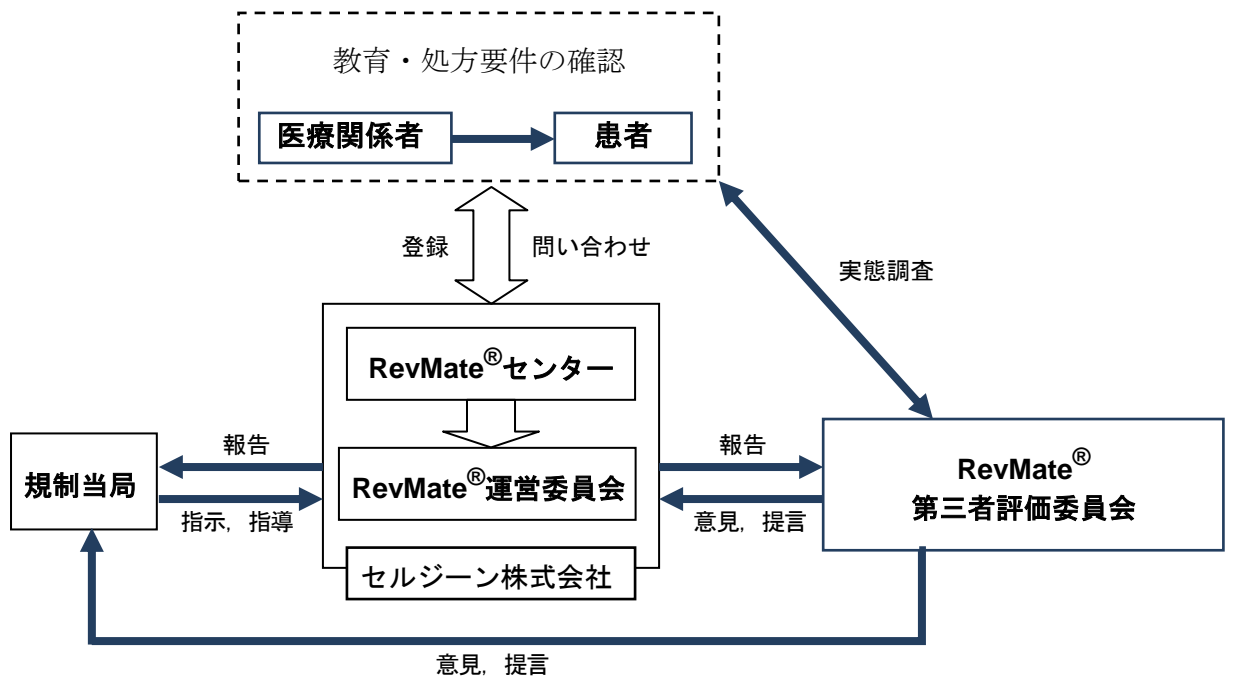 教育・処方要件の確認
医療関係者
患者
登録
問い合わせ
実態調査
RevMate®センター
報告
規制当局
指示，指導
RevMate®運営委員会
報告
意見，提言
RevMate®
第三者評価委員会
セルジーン株式会社
意見，提言